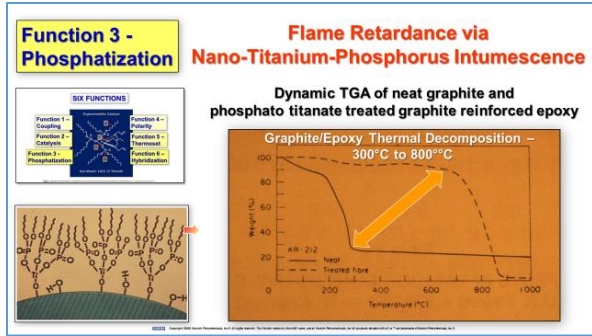 Function 3 -
Phosphatization
Flame Retardance via
Nano-Titanium-Phosphorus Intumescence
SIX FUNCTIONS
Function 1 –
Coupling
Function 2 –
Catalysis
Function 3 -
Phosphatization
Function 4 –
Polarity
Function 5 –
Thermoset
Function 6 –
Hybridization
Dynamic TGA of neat graphite and
phosphato titanate treated graphite reinforced epoxy
Graphite/Epoxy Thermal Decomposition –
300°C to 800°°C
Weight (%)
100
80
60
40
20
KR-212
Neat
Treated fibre
0 200 400 600 800 1000
Temperature (°C)